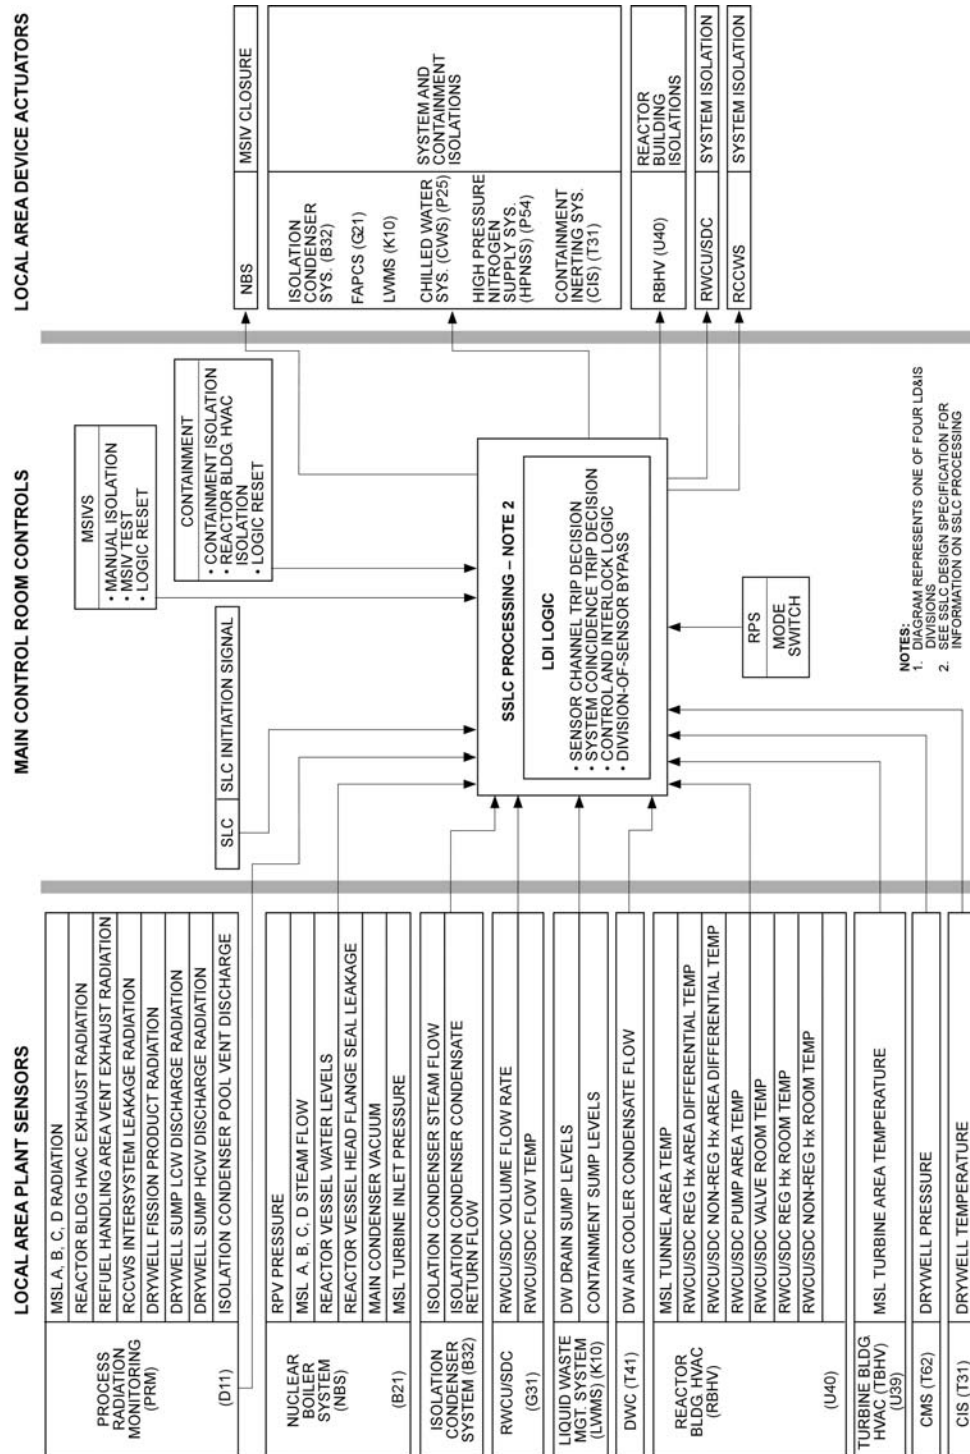 LOCAL AREA PLANT SENSORS
MAIN CONTROL ROOM CONTROLS
LOCAL AREA DEVICE ACTUATORS
PROCESS
RADIATION
MONITORING
(PRM)
(D11)
MSL A, B, C, D RADIATION
REACTOR BLDG HVAC EXHAUST RADIATION
REFUEL HANDLING AREA VENT EXHAUST RADIATION
RCCWS INTERSYSTEM LEAKAGE RADIATION
DRYWELL FISSION PRODUCT RADIATION
DRYWELL SUMP LCW DISCHARGE RADIATION
DRYWELL SUMP HCW DISCHARGE RADIATION
ISOLATION CONDENSER POOL VENT DISCHARGE
NUCLEAR
BOILER
SYSTEM
(NBS)
(B21)
RPV PRESSURE
MSL A, B, C, D STEAM FLOW
REACTOR VESSEL WATER LEVELS
REACTOR VESSEL HEAD FLANGE SEAL LEAKAGE
MAIN CONDENSER VACUUM
MSL TURBINE INLET PRESSURE
ISOLATION
CONDENSER
SYSTEM (B32)
ISOLATION CONDENSER STEAM FLOW
ISOLATION CONDENSER CONDENSATE
RETURN FLOW
RWCU/SDC
(G31)
RWCU/SDC VOLUME FLOW RATE
RWCU/SDC FLOW TEMP
LIQUID WASTE
MGT. SYSTEM
(LWMS) (K10)
DW DRAIN SUMP LEVELS
CONTAINMENT SUMP LEVELS
DWC (T41)
DW AIR COOLER CONDENSATE FLOW
REACTOR
BLDG. HVAC
(RBHV)
(U40)
MSL TUNNEL AREA TEMP
RWCU/SDC REG Hx AREA DIFFERENTIAL TEMP
RWCU/SDC NON-REG Hx AREA DIFFERENTIAL TEMP
RWCU/SDC PUMP AREA TEMP
RWCU/SDC VALVE ROOM TEMP
RWCU/SDC REG Hx ROOM TEMP
RWCU/SDC NON-REG Hx ROOM TEMP
TURBINE BLDG.
HVAC (TBHV)
(U39)
MSL TURBINE AREA TEMPERATURE
CMS (T62)
DRYWELL PRESSURE
CIS (T31)
DRYWELL TEMPERATURE
SLC
SLC INITIATION SIGNAL
MSIVS
• MANUAL ISOLATION
• MSIV TEST
• LOGIC RESET
CONTAINMENT
• CONTAINMENT ISOLATION
• REACTOR BLDG. HVAC
ISOLATION
• LOGIC RESET
SSLC PROCESSING – NOTE 2
LDI LOGIC
• SENSOR CHANNEL TRIP DECISION
• SYSTEM COINCIDENCE TRIP DECISION
• CONTROL AND INTERLOCK LOGIC
• DIVISION-OF-SENSOR BYPASS
RPS
MODE
SWITCH
NOTES:
1. DIAGRAM REPRESENTS ONE OF FOUR LD&IS
DIVISIONS
2. SEE SSLC DESIGN SPECIFICATION FOR
INFORMATION ON SSLC PROCESSING
NBS
MSIV CLOSURE
ISOLATION
CONDENSER
SYS. (B32)
FAPCS (G21)
LWMS (K10)
CHILLED WATER
SYS. (CWS) (P25)
HIGH PRESSURE
NITROGEN
SUPPLY SYS.
(HPNSS) (P54)
CONTAINMENT
INERTING SYS.
(CIS) (T31)
SYSTEM AND
CONTAINMENT
ISOLATIONS
RBHV (U40)
REACTOR
BUILDING
ISOLATIONS
RWCU/SDC
SYSTEM ISOLATION
RCCWS
SYSTEM ISOLATION